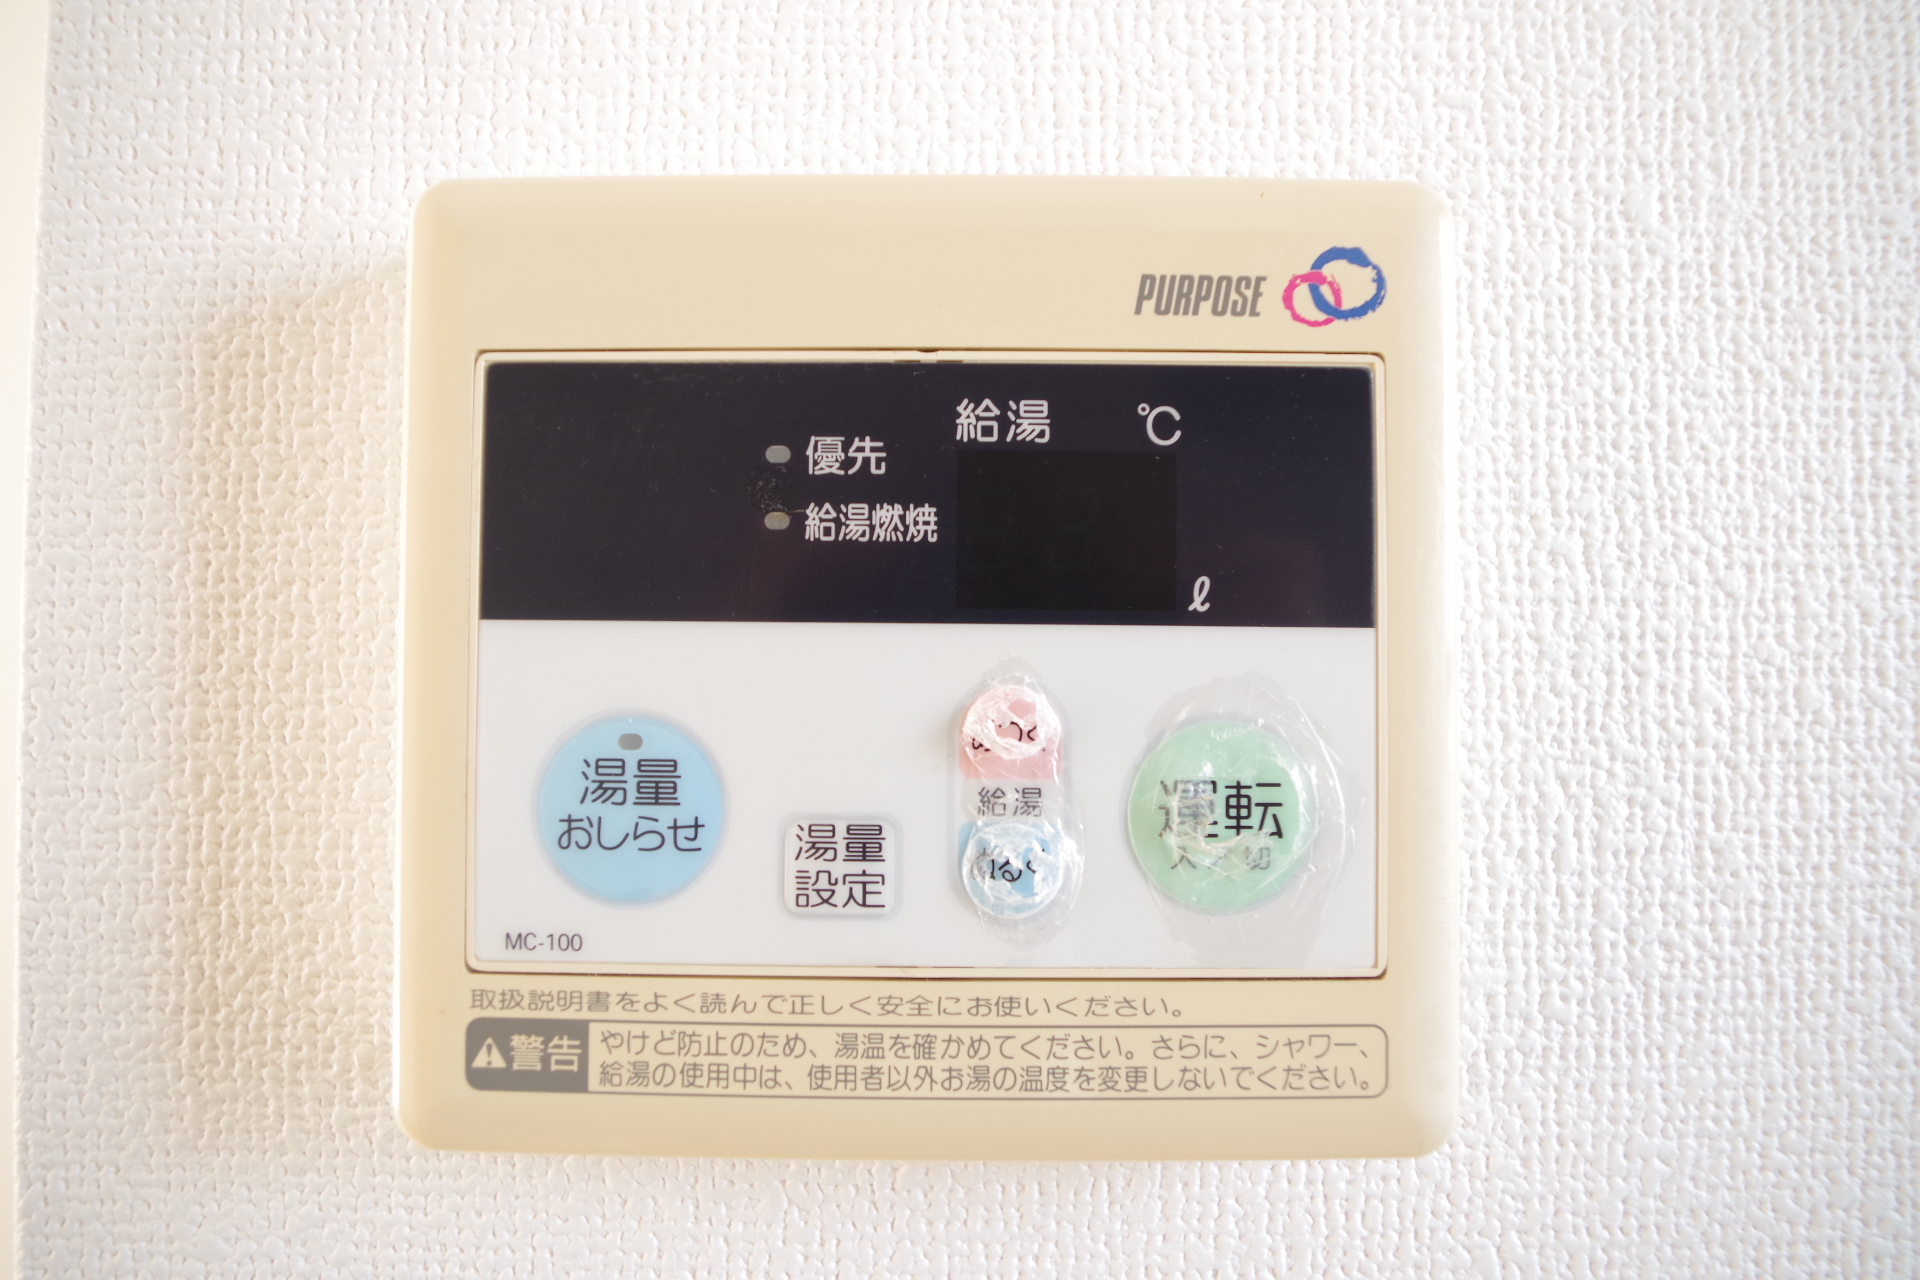 PURPOSE
給湯 ℃
優先
給湯燃焼
ℓ
湯量
おしらせ
湯量
設定
給湯
ぬるく
運転
入/切
MC-100
取扱説明書をよく読んで正しく安全にお使いください。
警告
やけど防止のため、湯温を確かめてください。さらに、シャワー、
給湯の使用中は、使用者以外お湯の温度を変更しないでください。